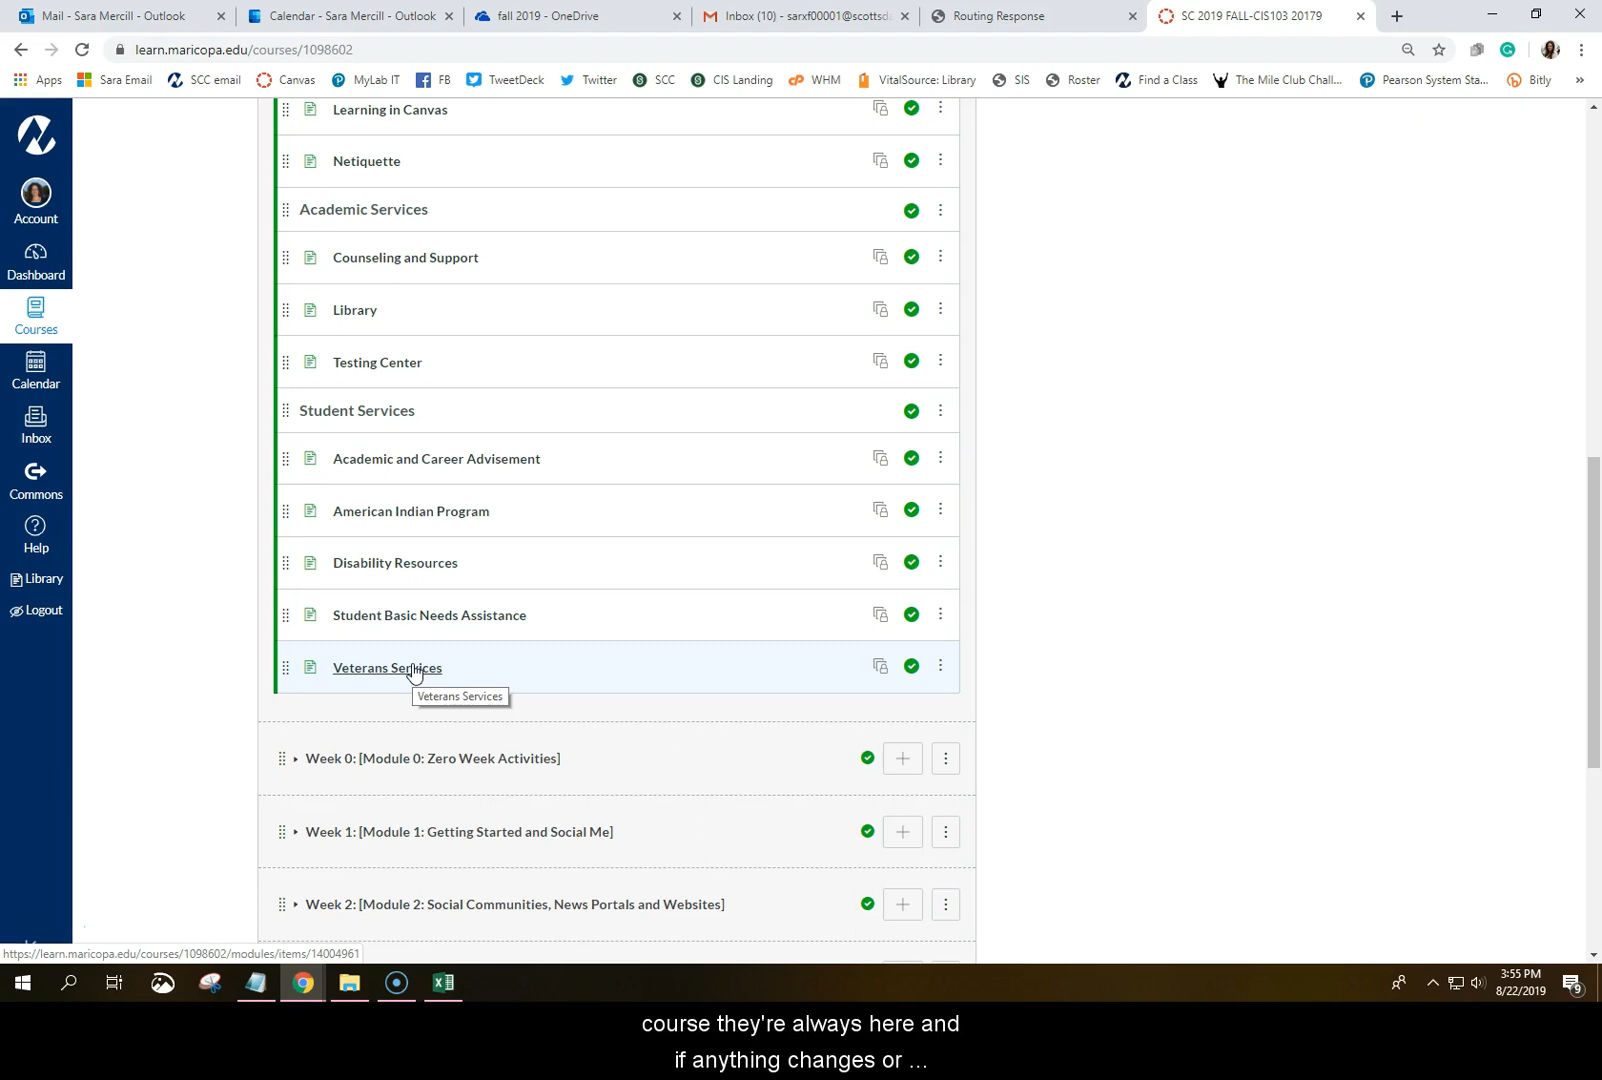 Mail - Sara Mercill - Outlook
Calendar - Sara Mercill - Outlook
fall 2019 - OneDrive
Inbox (10) - sarxf00001@scottsd
Routing Response
SC 2019 FALL-CIS103 20179
learn.maricopa.edu/courses/1098602
Apps
Sara Email
SCC email
Canvas
MyLab IT
FB
TweetDeck
Twitter
SCC
CIS Landing
WHM
VitalSource: Library
SIS
Roster
Find a Class
The Mile Club Chall...
Pearson System Sta...
Bitly
»
Account
Dashboard
Courses
Calendar
Inbox
Commons
Help
Library
Logout
Learning in Canvas
Netiquette
Academic Services
Counseling and Support
Library
Testing Center
Student Services
Academic and Career Advisement
American Indian Program
Disability Resources
Student Basic Needs Assistance
Veterans Services
Veterans Services
Week 0: [Module 0: Zero Week Activities]
Week 1: [Module 1: Getting Started and Social Me]
Week 2: [Module 2: Social Communities, News Portals and Websites]
https://learn.maricopa.edu/courses/1098602/modules/items/14004961
3:55 PM
8/22/2019
9
course they're always here and
if anything changes or ...